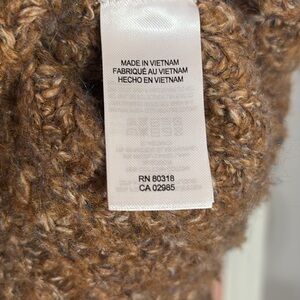 MADE IN VIETNAM
FABRIQUÉ AU VIETNAM
HECHO EN VIETNAM
RN 80318
CA 02985